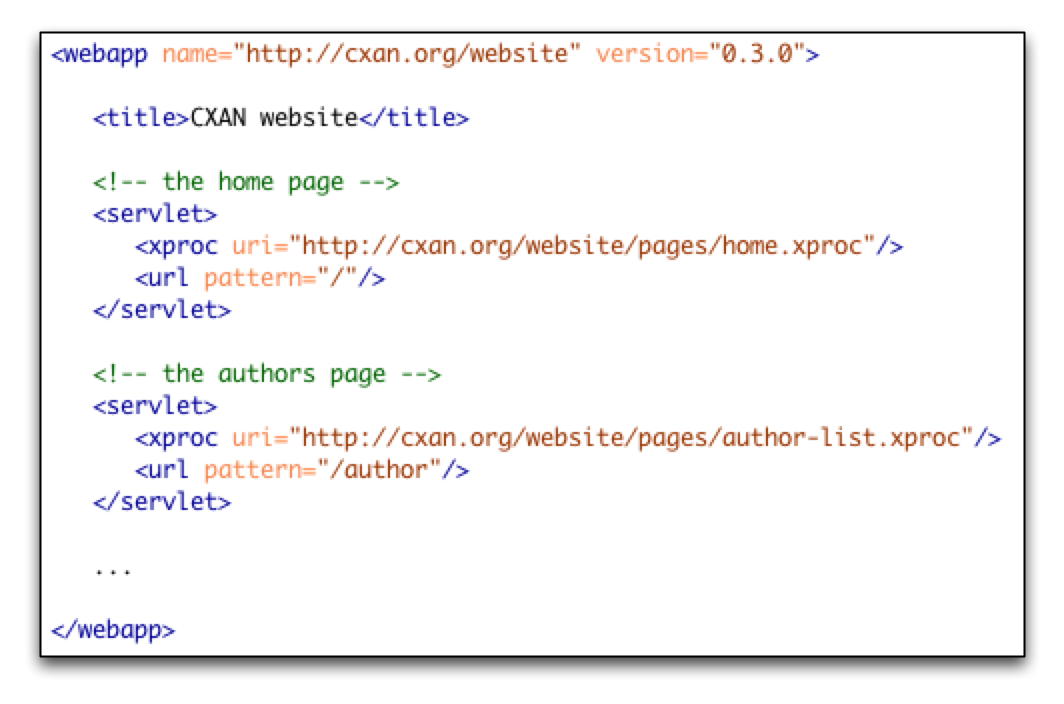 <webapp name="http://cxan.org/website" version="0.3.0">
<title>CXAN website</title>
<!-- the home page -->
<servlet>
<xproc uri="http://cxan.org/website/pages/home.xproc"/>
<url pattern="/"/>
</servlet>
<!-- the authors page -->
<servlet>
<xproc uri="http://cxan.org/website/pages/author-list.xproc"/>
<url pattern="/author"/>
</servlet>
...
</webapp>